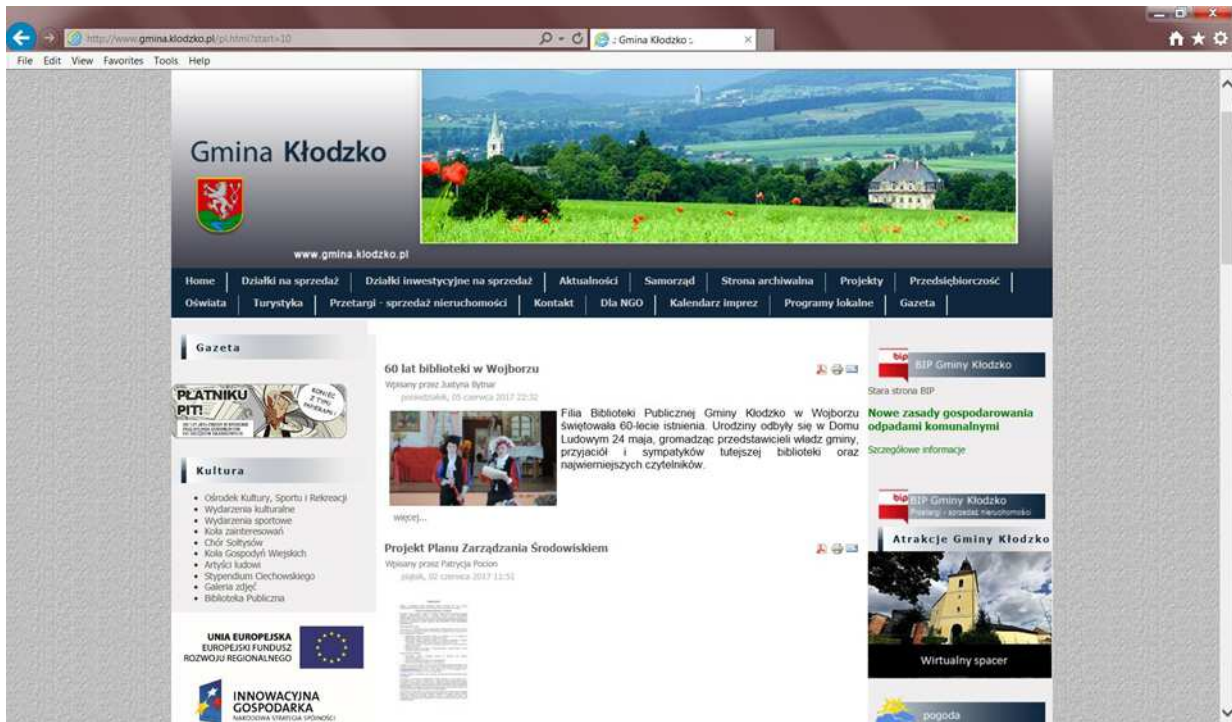 http://www.gmina.klodzko.pl/pl.html?start=10
.: Gmina Kłodzko :.
File Edit View Favorites Tools Help
Gmina Kłodzko
www.gmina.klodzko.pl
Home Działki na sprzedaż Działki inwestycyjne na sprzedaż Aktualności Samorząd Strona archiwalna Projekty Przedsiębiorczość
Oświata Turystyka Przetargi - sprzedaż nieruchomości Kontakt Dla NGO Kalendarz imprez Programy lokalne Gazeta
Gazeta
PŁATNIKU
PIT!
KONIEC
Z TYMI
PAPIERAMI
Kultura
Ośrodek Kultury, Sportu i Rekreacji
Wydarzenia kulturalne
Wydarzenia sportowe
Koła zainteresowań
Chór Sołtysów
Koła Gospodyń Wiejskich
Artyści ludowi
Stypendium Ciechowskiego
Galeria zdjęć
Biblioteka Publiczna
UNIA EUROPEJSKA
EUROPEJSKI FUNDUSZ
ROZWOJU REGIONALNEGO
INNOWACYJNA
GOSPODARKA
NARODOWA STRATEGIA SPÓJNOŚCI
60 lat biblioteki w Wojborzu
Wpisany przez Justyna Bytnar
poniedziałek, 05 czerwca 2017 22:32
Filia Biblioteki Publicznej Gminy Kłodzko w Wojborzu
świętowała 60-lecie istnienia. Urodziny odbyły się w Domu
Ludowym 24 maja, gromadząc przedstawicieli władz gminy,
przyjaciół i sympatyków tutejszej biblioteki oraz
najwierniejszych czytelników.
więcej...
Projekt Planu Zarządzania Środowiskiem
Wpisany przez Patrycja Pocion
piątek, 02 czerwca 2017 11:51
bip
BIP Gminy Kłodzko
Stara strona BIP
Nowe zasady gospodarowania
odpadami komunalnymi
Szczegółowe informacje
bip BIP Gminy Kłodzko
Przetargi - sprzedaż nieruchomości
Atrakcje Gminy Kłodzko
Wirtualny spacer
pogoda